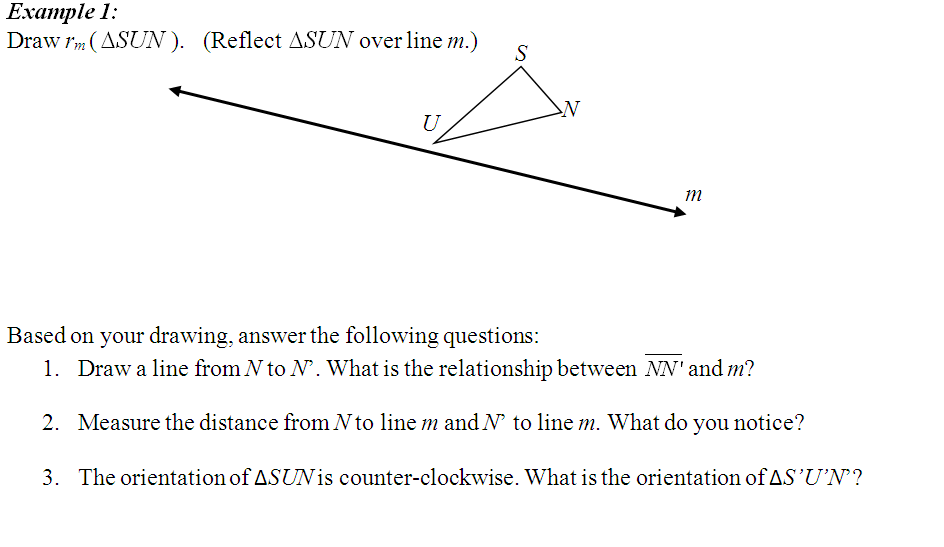 Example 1:
Draw rₘ(ΔSUN). (Reflect ΔSUN over line m.)
S
N
U
m
Based on your drawing, answer the following questions:
1. Draw a line from N to N’. What is the relationship between N̅N̅'̅ and m?
2. Measure the distance from N to line m and N’ to line m. What do you notice?
3. The orientation of ΔSUN is counter-clockwise. What is the orientation of ΔS’U’N’?